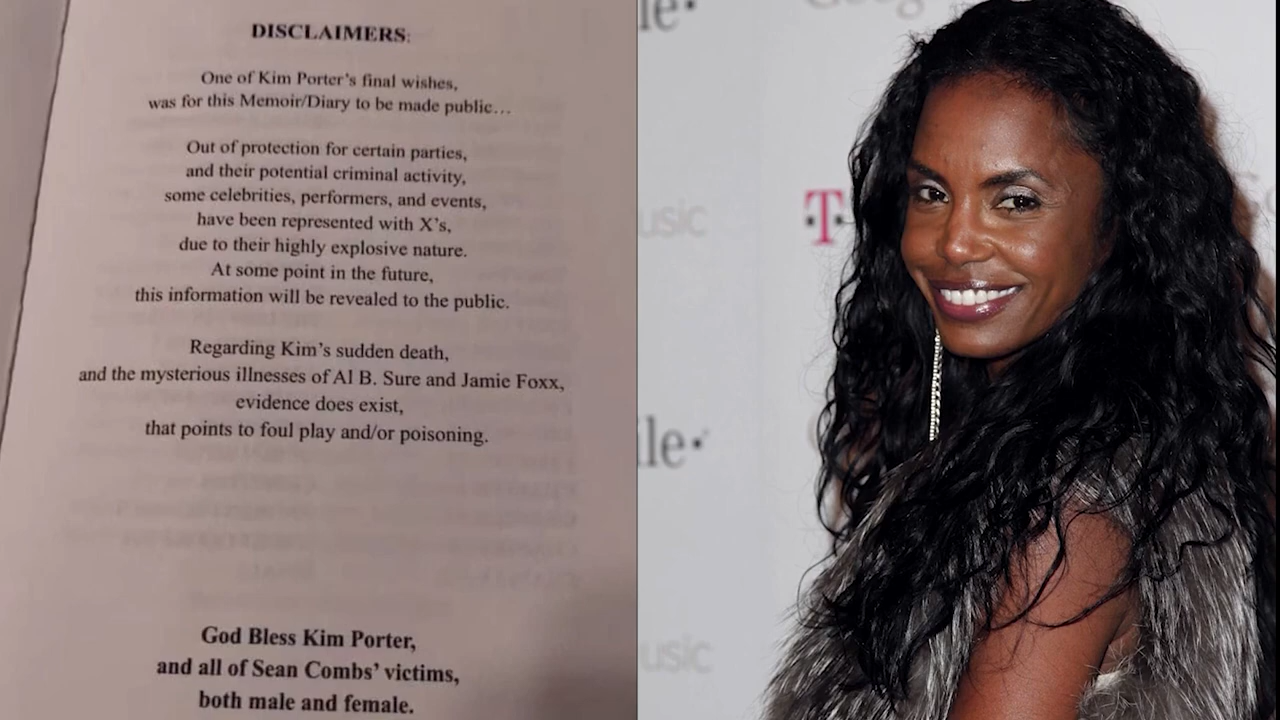 DISCLAIMERS:
One of Kim Porter's final wishes,
was for this Memoir/Diary to be made public…
Out of protection for certain parties,
and their potential criminal activity,
some celebrities, performers, and events,
have been represented with X's,
due to their highly explosive nature.
At some point in the future,
this information will be revealed to the public.
Regarding Kim's sudden death,
and the mysterious illnesses of Al B. Sure and Jamie Foxx,
evidence does exist,
that points to foul play and/or poisoning.
God Bless Kim Porter,
and all of Sean Combs' victims,
both male and female.
T